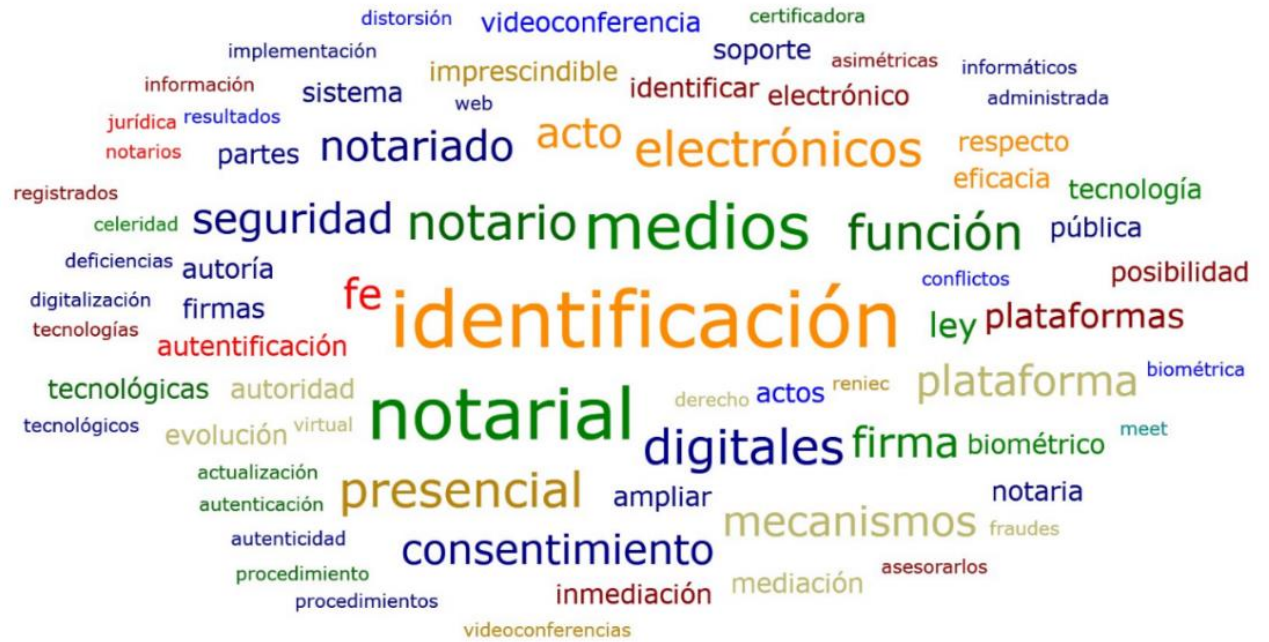 distorsión videoconferencia certificadora
implementación soporte asimétricas
información sistema imprescindible identificar electrónico informáticos
web administrada
jurídica resultados
notarios partes notariado acto electrónicos respecto
eficacia
registrados tecnología
celeridad seguridad notario medios función pública
deficiencias autoría conflictos posibilidad
digitalización firmas fe identificación ley plataformas
tecnologías autentificación
tecnológicas autoridad derecho actos reniec plataforma biométrica
tecnológicos evolución virtual notarial digitales firma biométrico meet
actualización presencial ampliar notaria
autenticación mecanismos fraudes
autenticidad consentimiento
procedimiento inmediación mediación asesorarlos
procedimientos
videoconferencias